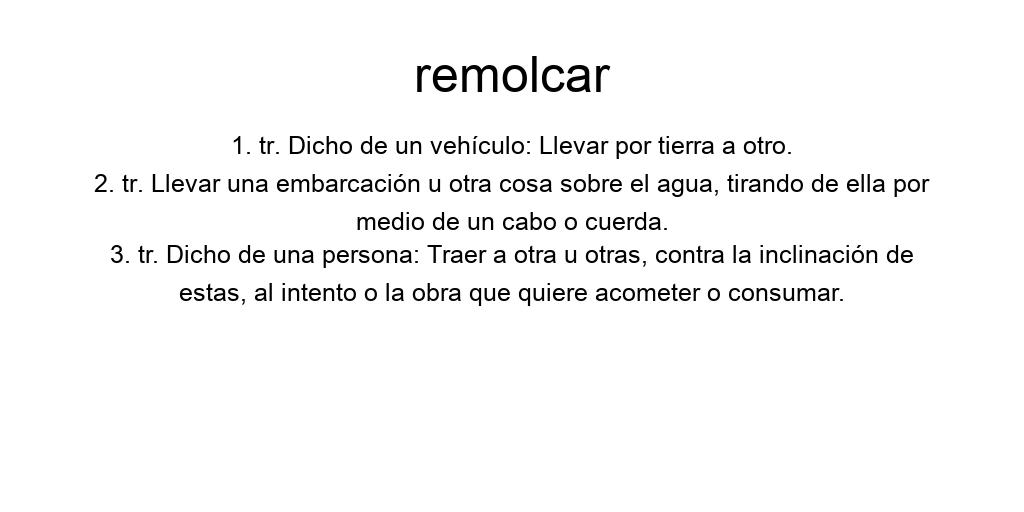 remolcar
1. tr. Dicho de un vehículo: Llevar por tierra a otro.
2. tr. Llevar una embarcación u otra cosa sobre el agua, tirando de ella por
medio de un cabo o cuerda.
3. tr. Dicho de una persona: Traer a otra u otras, contra la inclinación de
estas, al intento o la obra que quiere acometer o consumar.